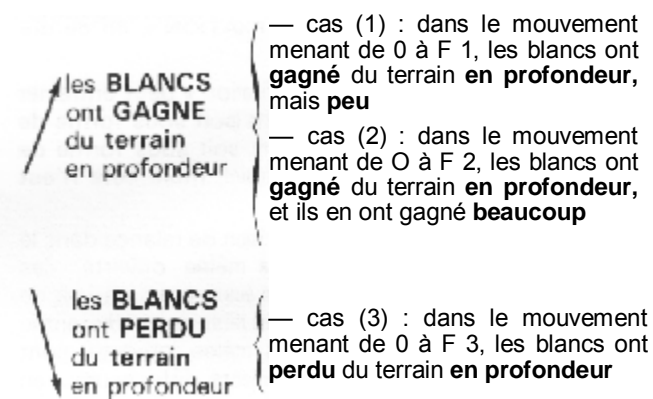 les BLANCS
ont GAGNE
du terrain
en profondeur
— cas (1) : dans le mouvement
menant de 0 à F 1, les blancs ont
gagné du terrain en profondeur,
mais peu
— cas (2) : dans le mouvement
menant de O à F 2, les blancs ont
gagné du terrain en profondeur,
et ils en ont gagné beaucoup
les BLANCS
ont PERDU
du terrain
en profondeur
— cas (3) : dans le mouvement
menant de 0 à F 3, les blancs ont
perdu du terrain en profondeur